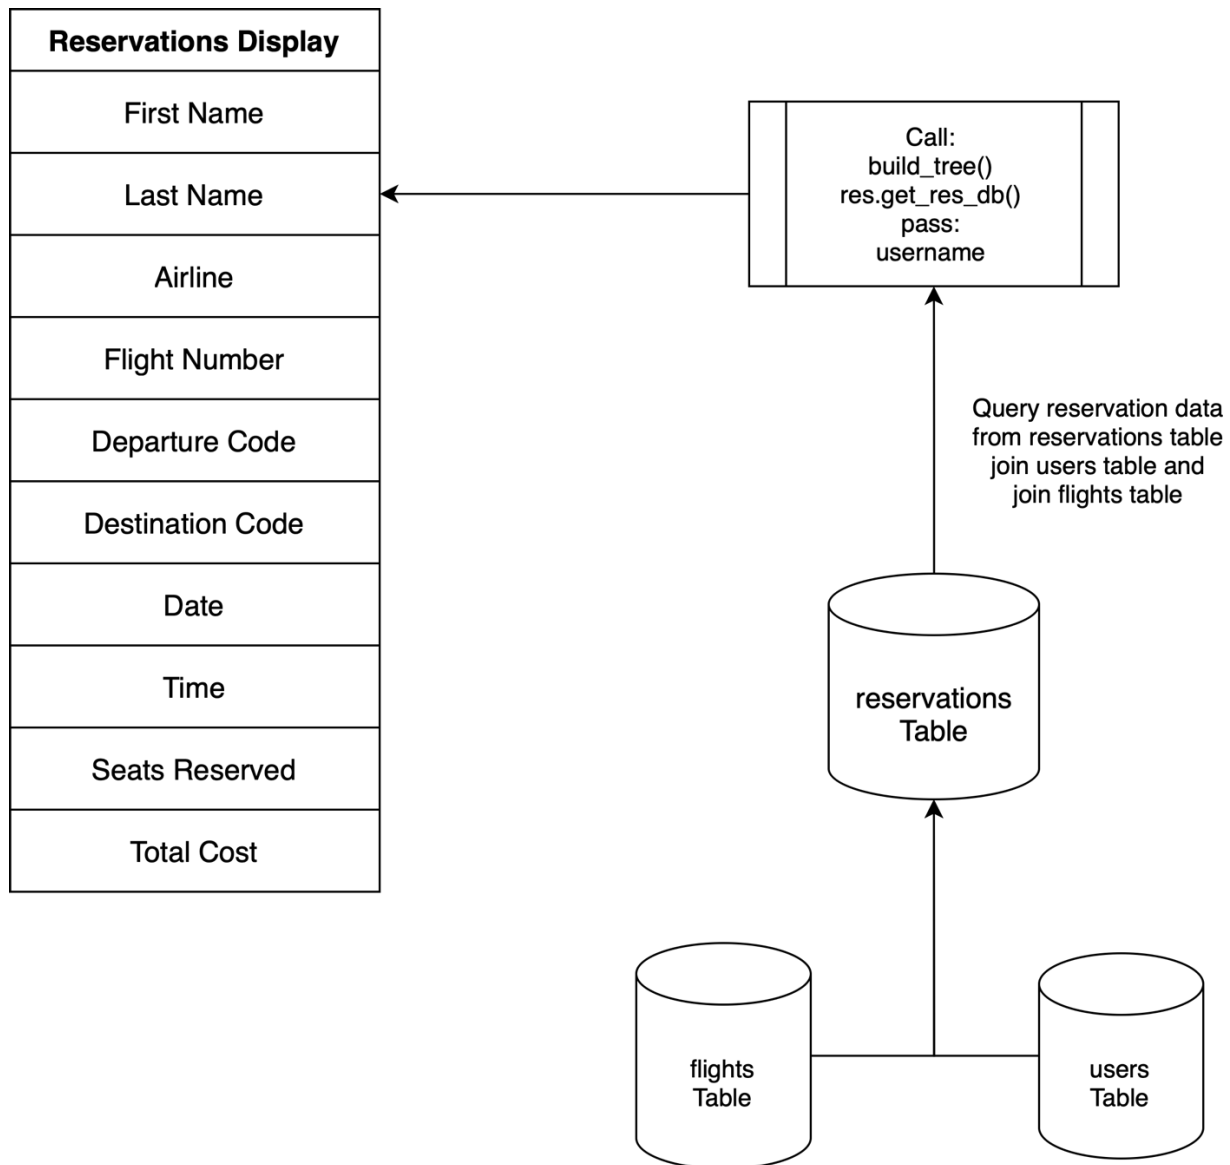 Reservations Display
First Name
Last Name
Airline
Flight Number
Departure Code
Destination Code
Date
Time
Seats Reserved
Total Cost
Call:
build_tree()
res.get_res_db()
pass:
username
Query reservation data
from reservations table
join users table and
join flights table
reservations
Table
flights
Table
users
Table